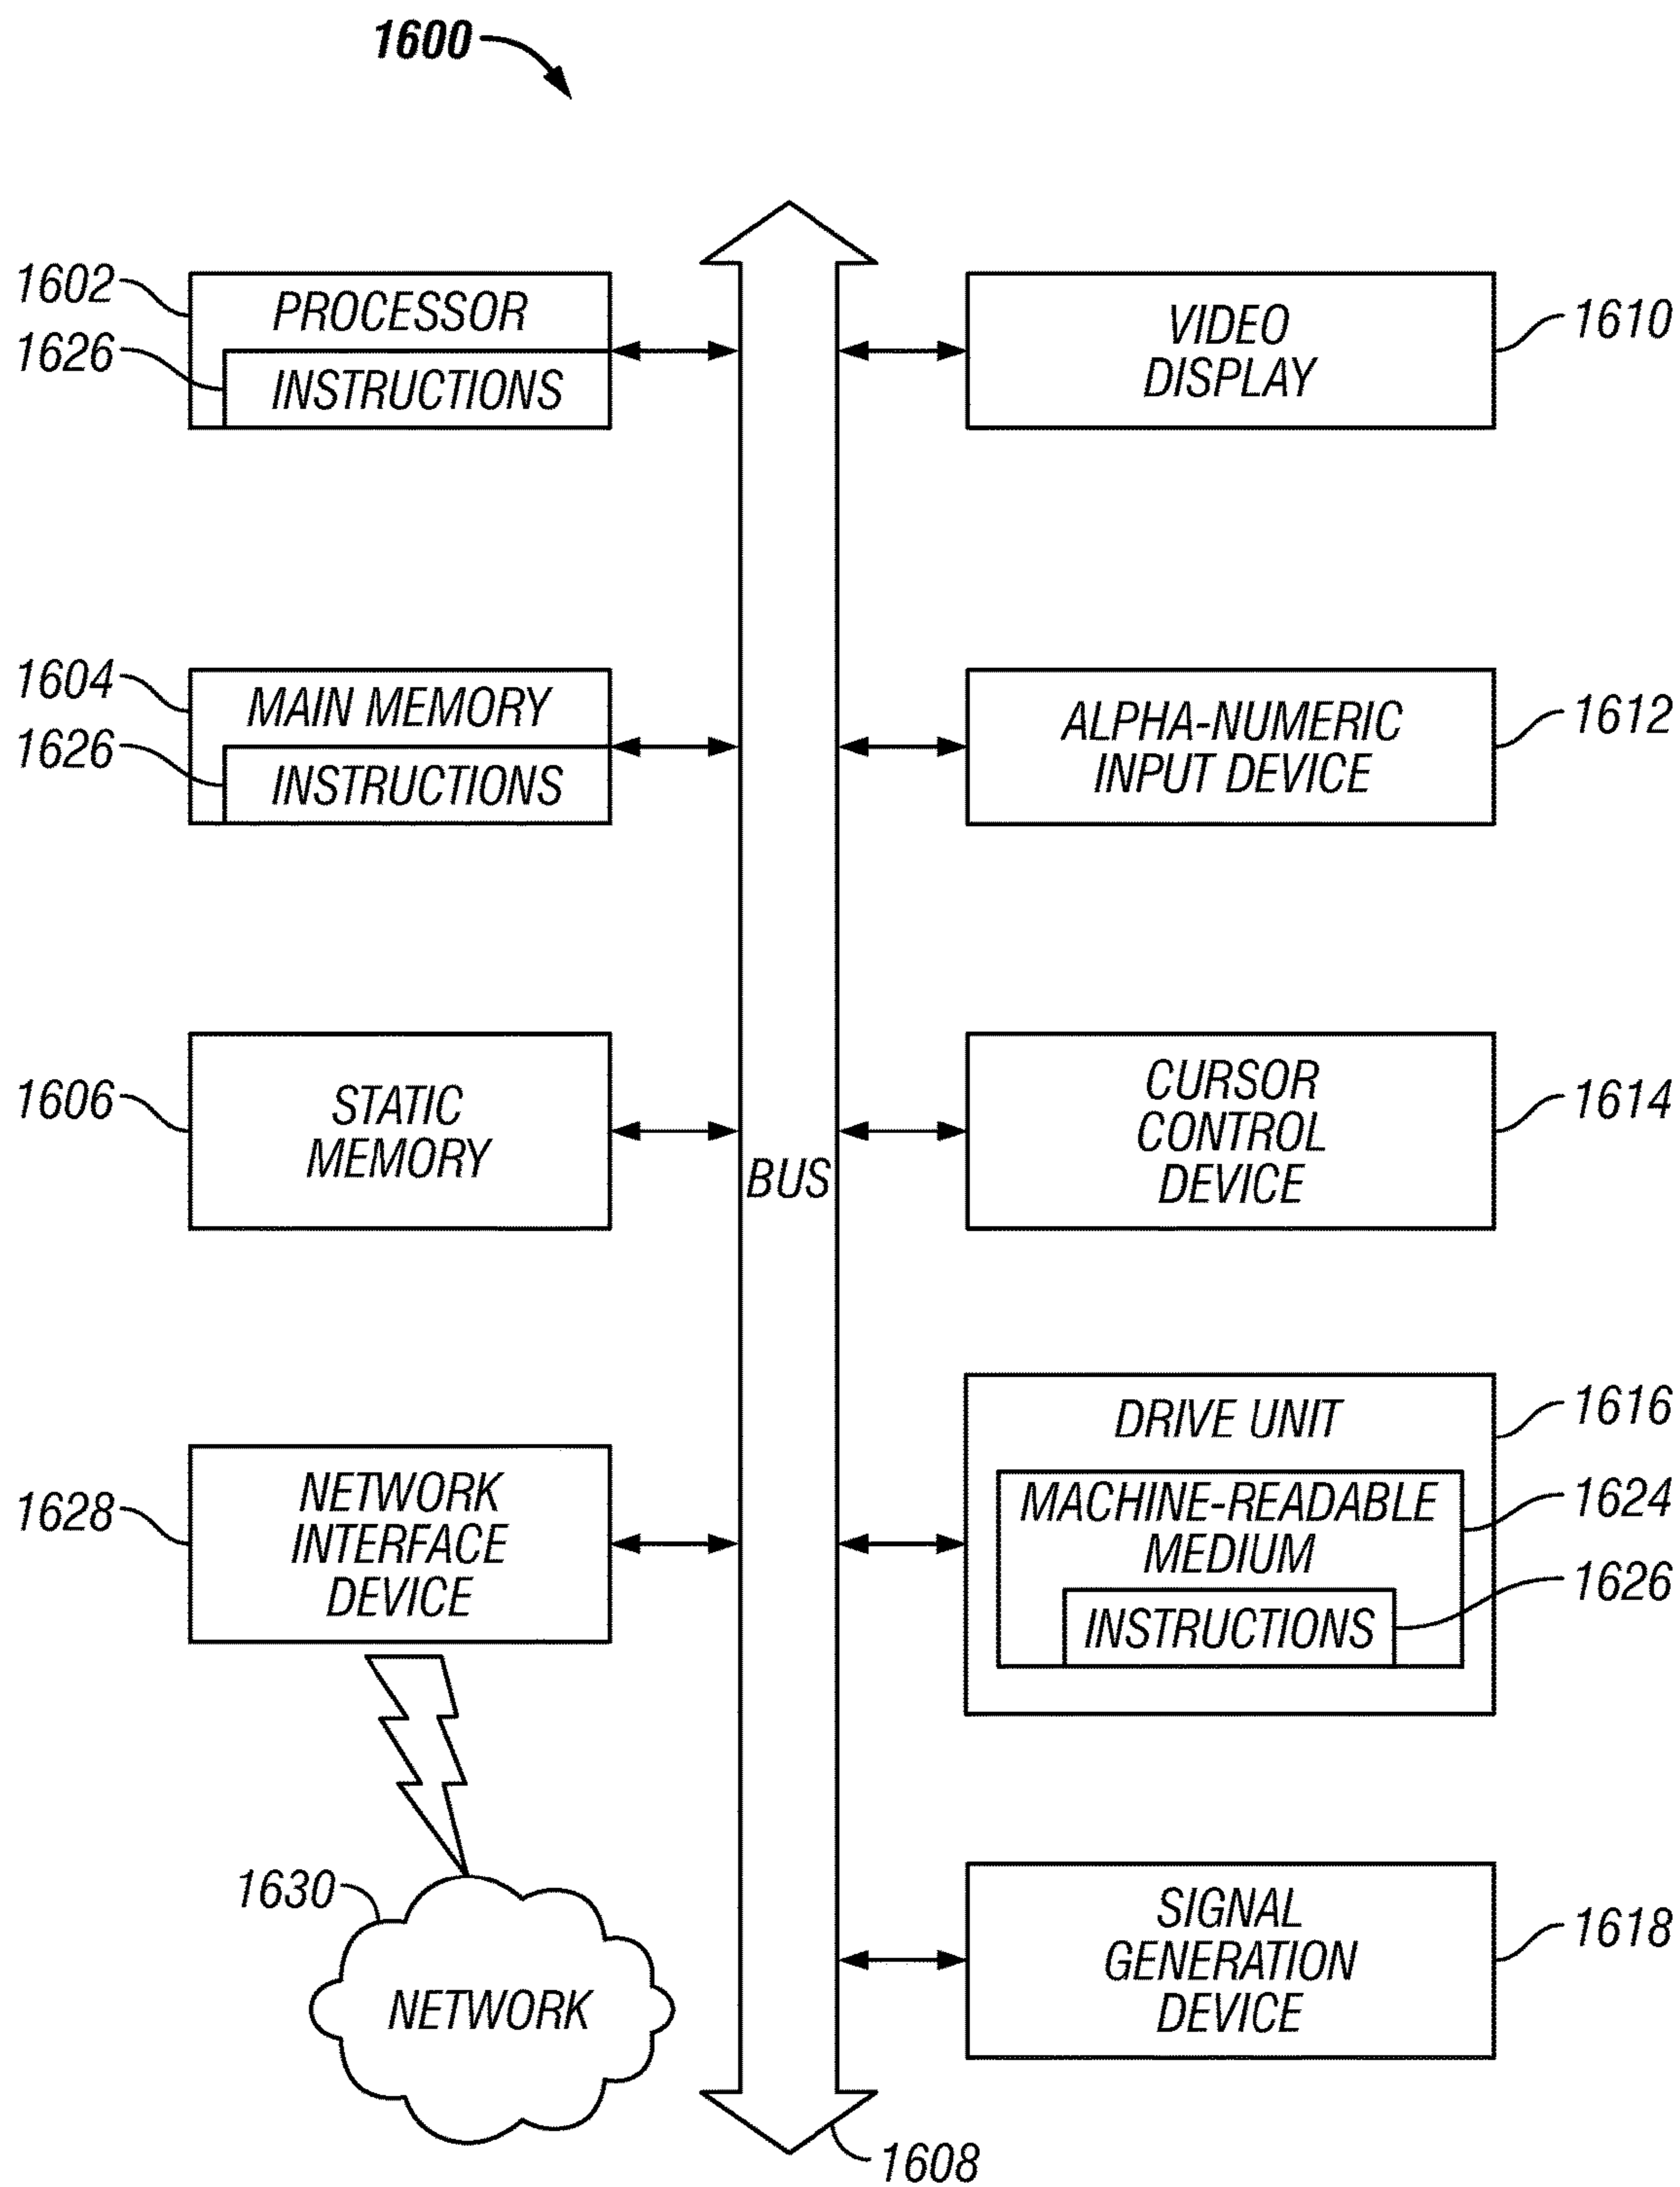 1600
1602
PROCESSOR
1626
INSTRUCTIONS
VIDEO
DISPLAY
1610
1604
MAIN MEMORY
1626
INSTRUCTIONS
ALPHA-NUMERIC
INPUT DEVICE
1612
1606
STATIC
MEMORY
BUS
CURSOR
CONTROL
DEVICE
1614
1628
NETWORK
INTERFACE
DEVICE
DRIVE UNIT
1616
MACHINE-READABLE
MEDIUM
1624
INSTRUCTIONS
1626
1630
NETWORK
SIGNAL
GENERATION
DEVICE
1618
1608